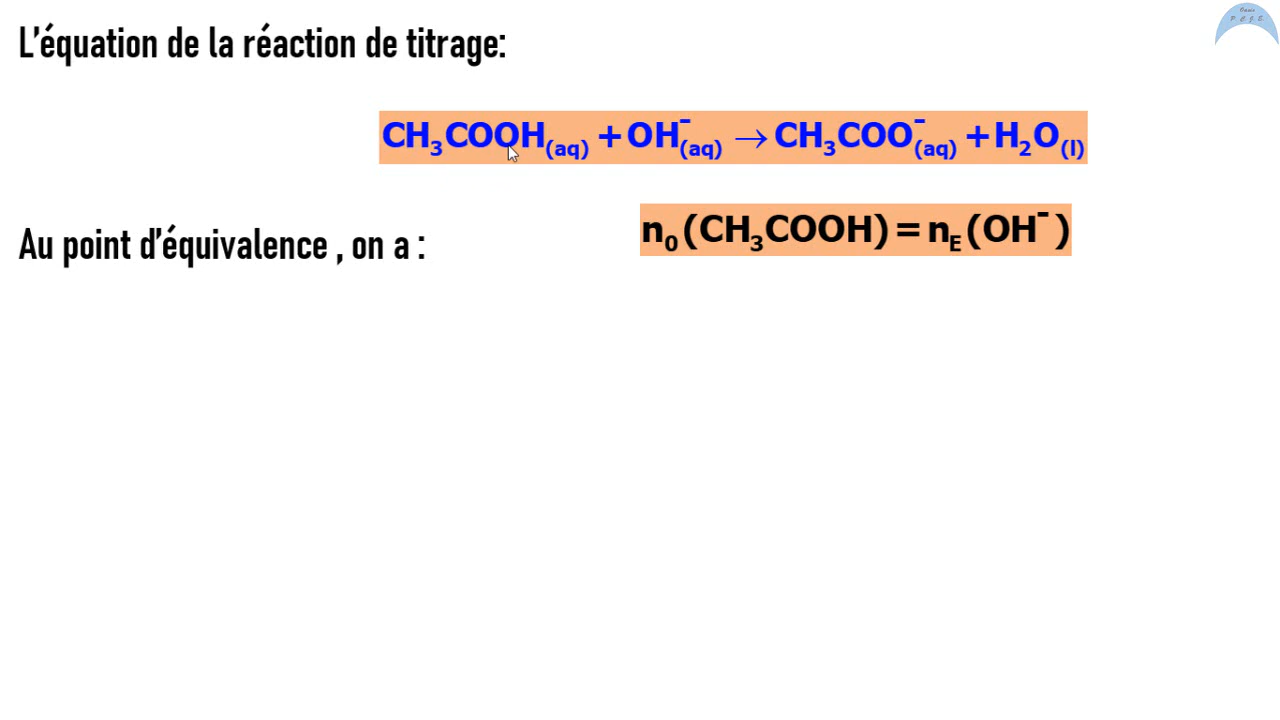 L'équation de la réaction de titrage:
CH₃COOH(aq) + OH⁻(aq) → CH₃COO⁻(aq) + H₂O(l)
Au point d'équivalence , on a :
n₀(CH₃COOH) = nE(OH⁻)